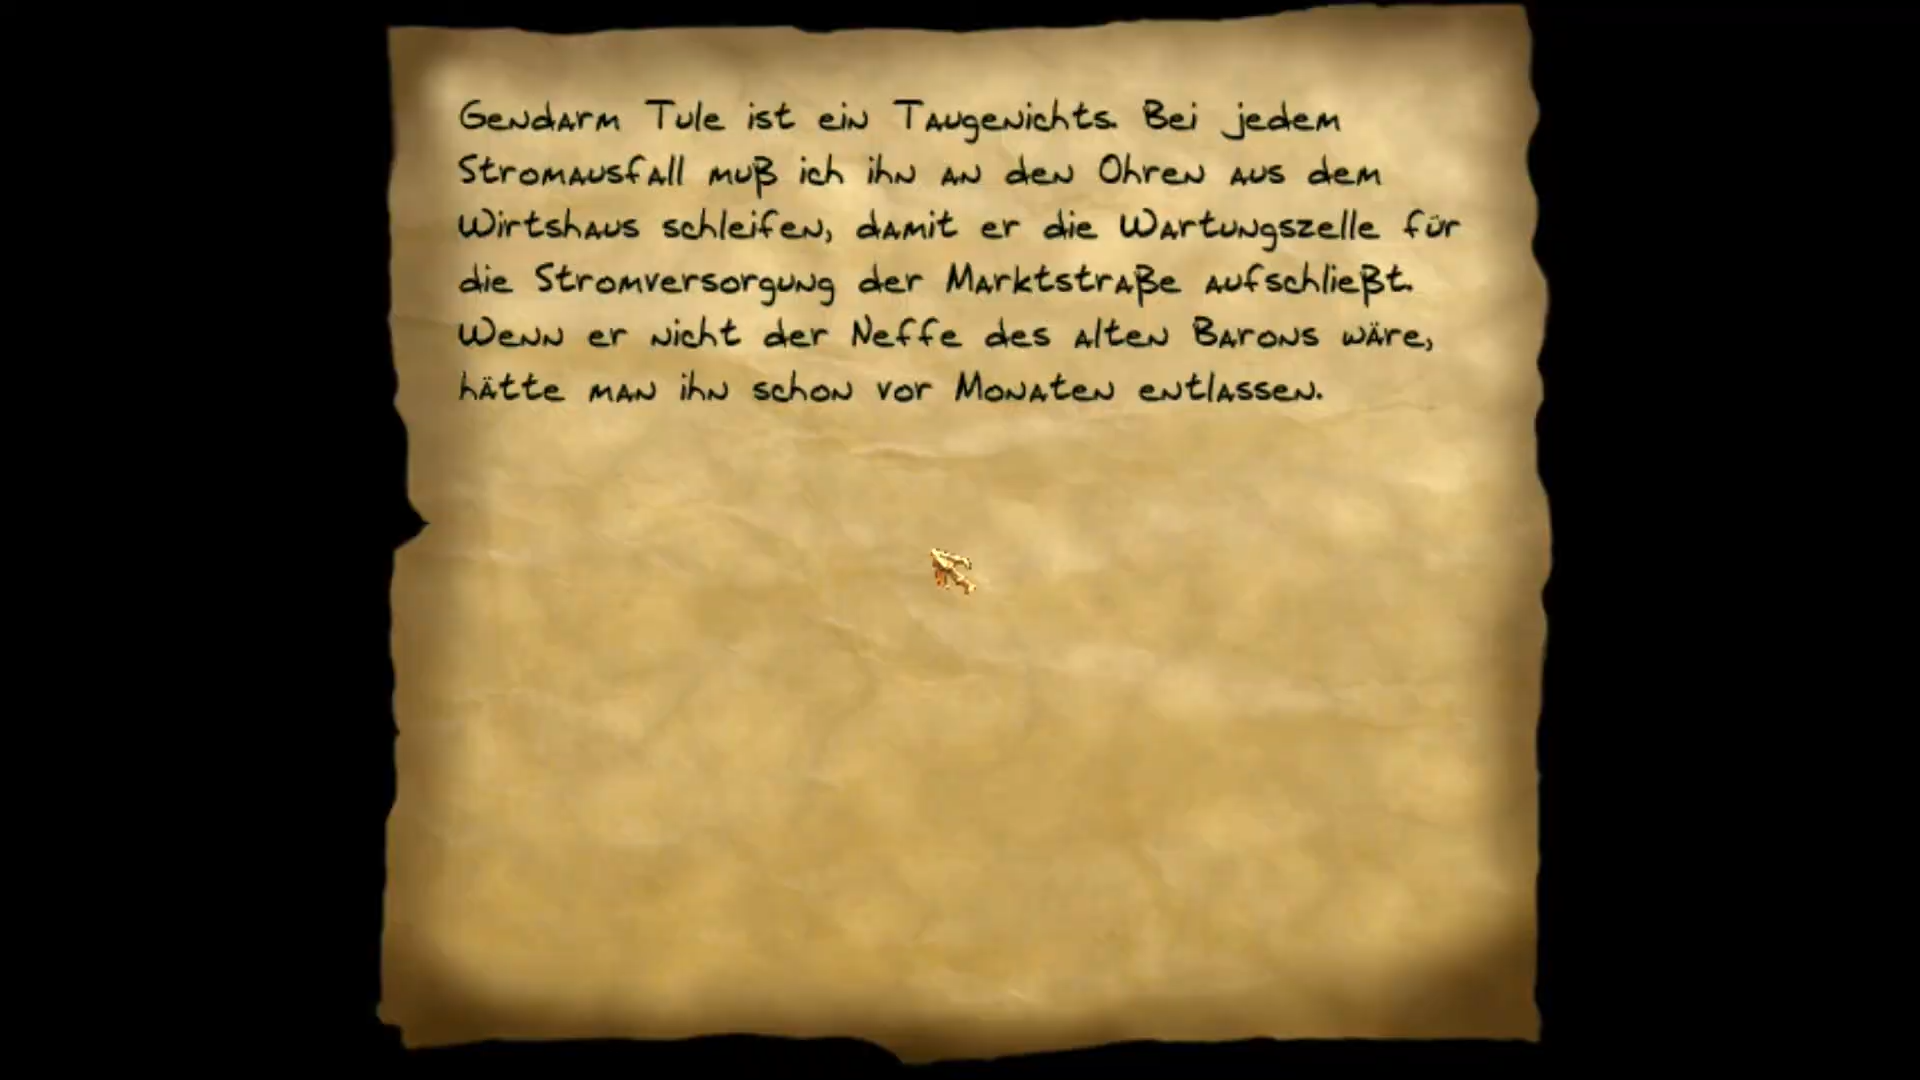 Gendarm Tule ist ein Taugenichts. Bei jedem
Stromausfall muß ich ihn an den Ohren aus dem
Wirtshaus schleifen, damit er die Wartungszelle für
die Stromversorgung der Marktstraße aufschließt.
Wenn er nicht der Neffe des alten Barons wäre,
hätte man ihn schon vor Monaten entlassen.